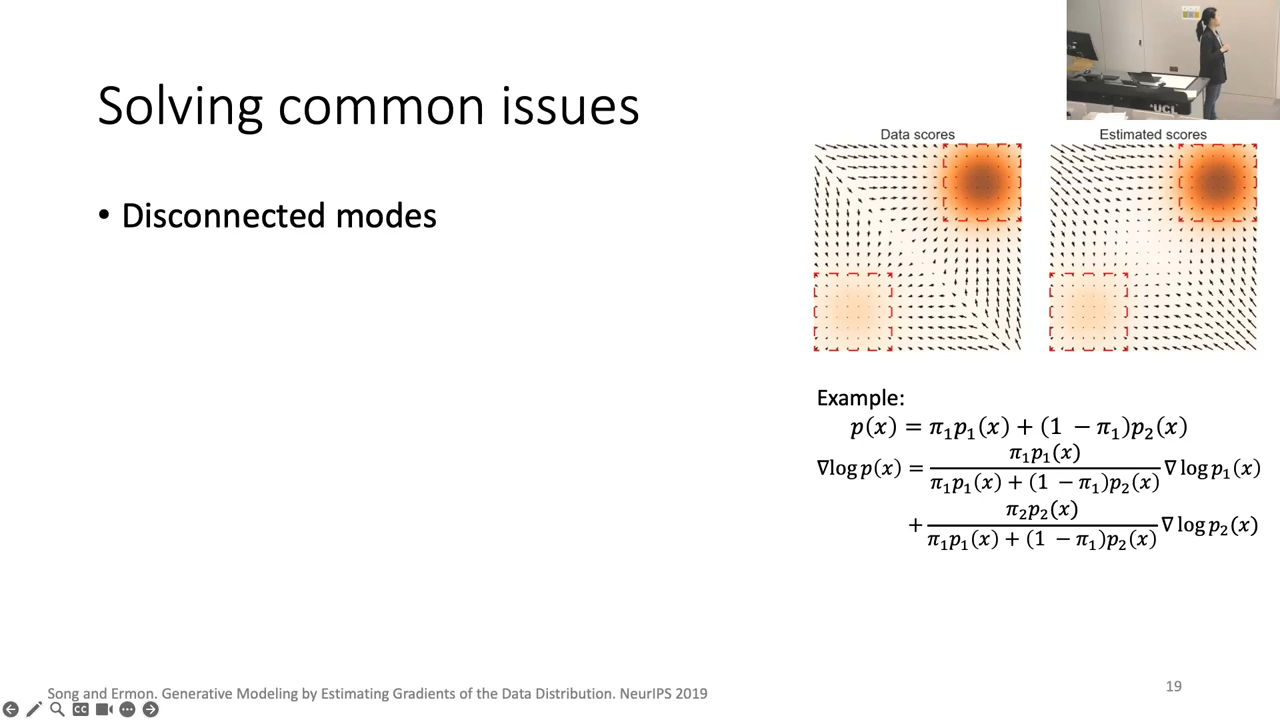 Solving common issues
• Disconnected modes
UCL
Data scores
Estimated scores
Example:
p(x) = π₁p₁(x) + (1 − π₁)p₂(x)
∇log p(x) = π₁p₁(x) / (π₁p₁(x) + (1 − π₁)p₂(x)) ∇ log p₁(x)
+ π₂p₂(x) / (π₁p₁(x) + (1 − π₁)p₂(x)) ∇ log p₂(x)
Song and Ermon. Generative Modeling by Estimating Gradients of the Data Distribution. NeurIPS 2019
19
CC